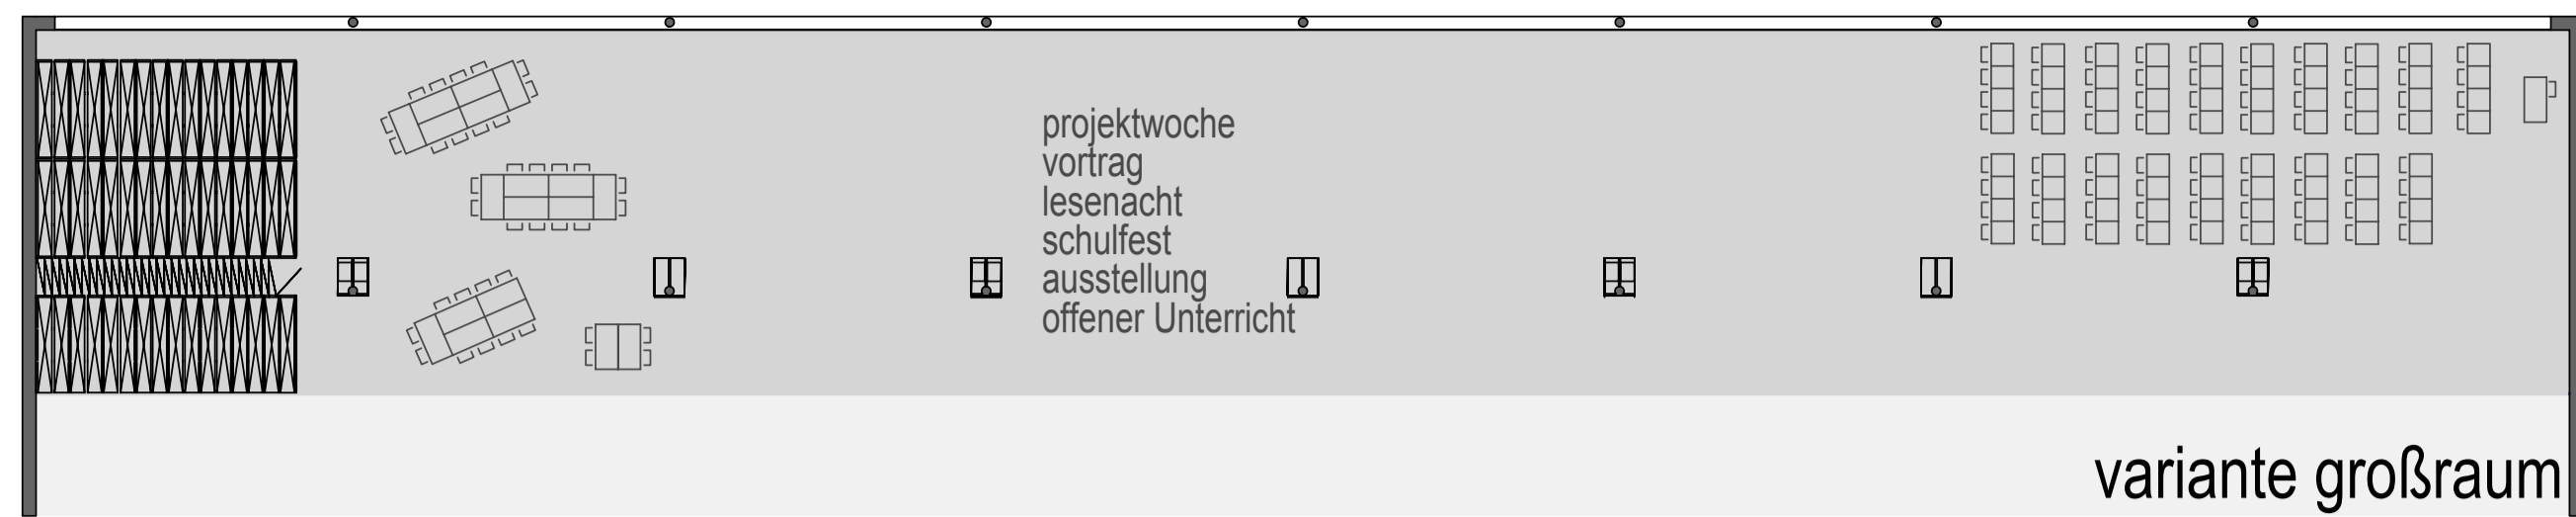 projektwoche
vortrag
lesenacht
schulfest
ausstellung
offener Unterricht
variante großraum